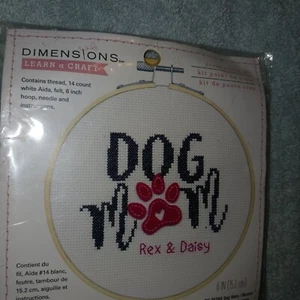 DIMENSIONS
LEARN A CRAFT
Contains thread, 14 count
white Aida, felt, 6 inch
hoop, needle and
instructions.
DOG
MOM
Rex & Daisy
Contient du
fil, Aida #14 blanc,
feutre, tambour de
15.2 cm, aiguille et
instructions.